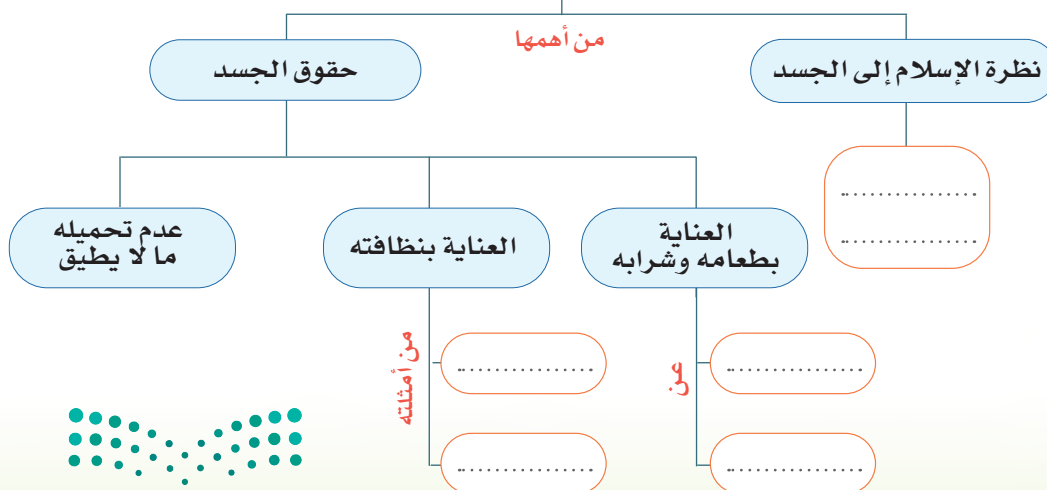 من أهمها
نظرة الإسلام إلى الجسد
حقوق الجسد
................
................
العناية
بطعامه وشرابه
العناية بنظافته
عدم تحميله
ما لا يطيق
عن
................
................
من أمثلته
................
................